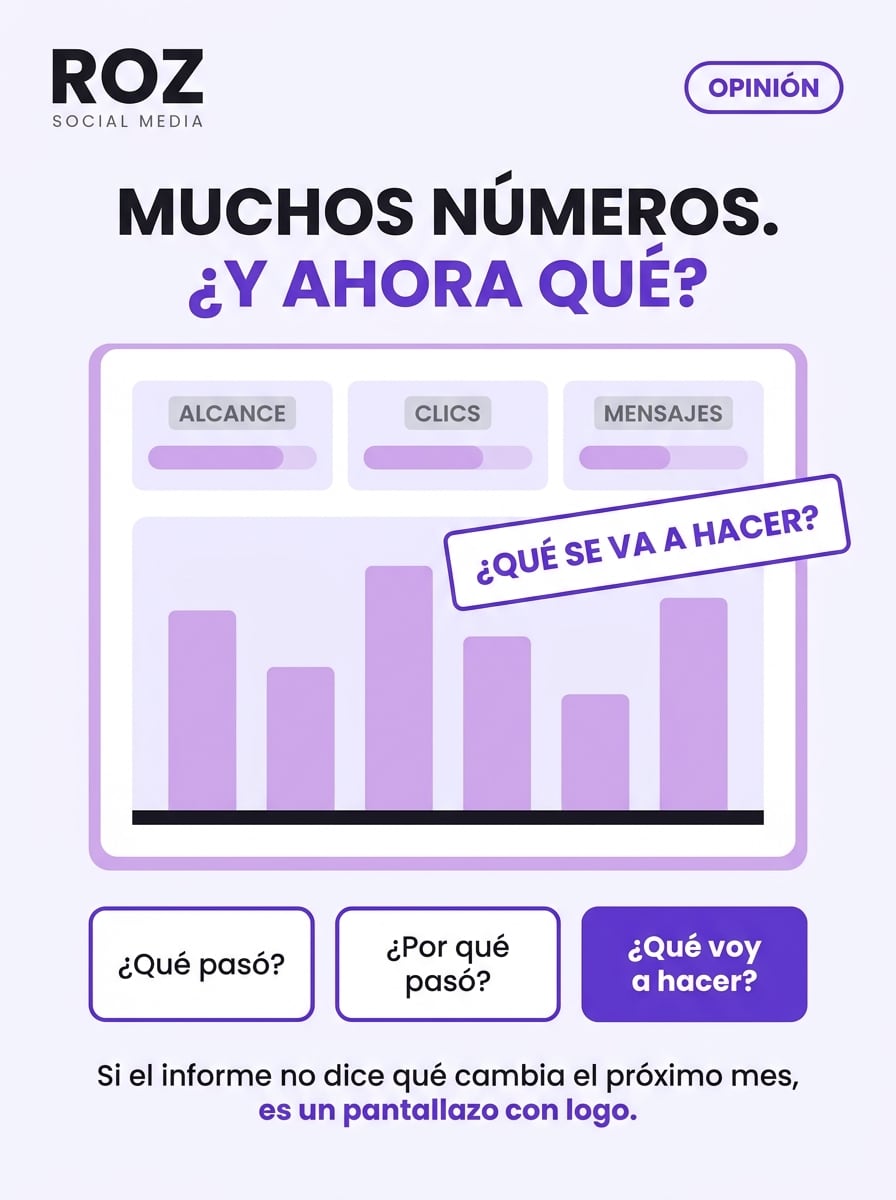 ROZ
SOCIAL MEDIA
OPINIÓN
MUCHOS NÚMEROS.
¿Y AHORA QUÉ?
ALCANCE
CLICS
MENSAJES
¿QUÉ SE VA A HACER?
¿Qué pasó?
¿Por qué
pasó?
¿Qué voy
a hacer?
Si el informe no dice qué cambia el próximo mes,
es un pantallazo con logo.